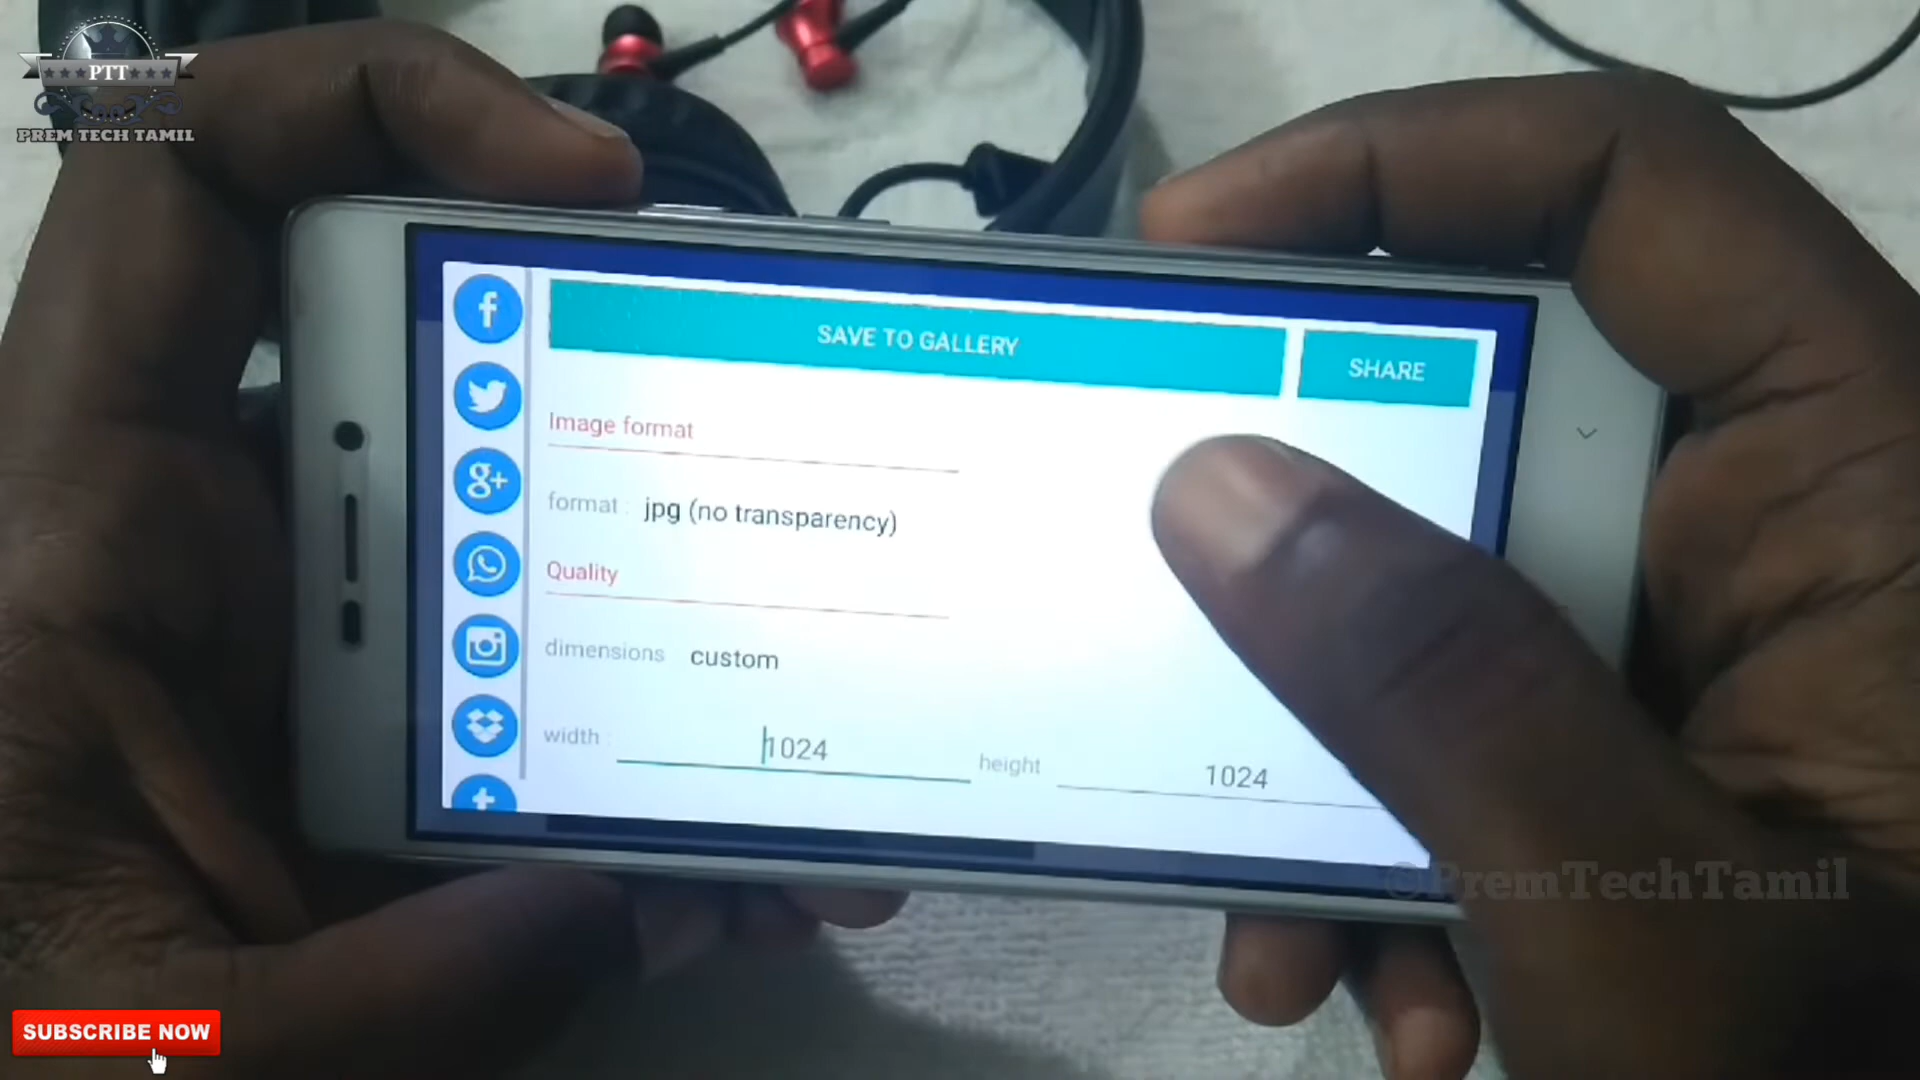 PTT
PREM TECH TAMIL
SAVE TO GALLERY
SHARE
Image format
format : jpg (no transparency)
Quality
dimensions custom
width : 1024
height 1024
©PremTechTamil
SUBSCRIBE NOW